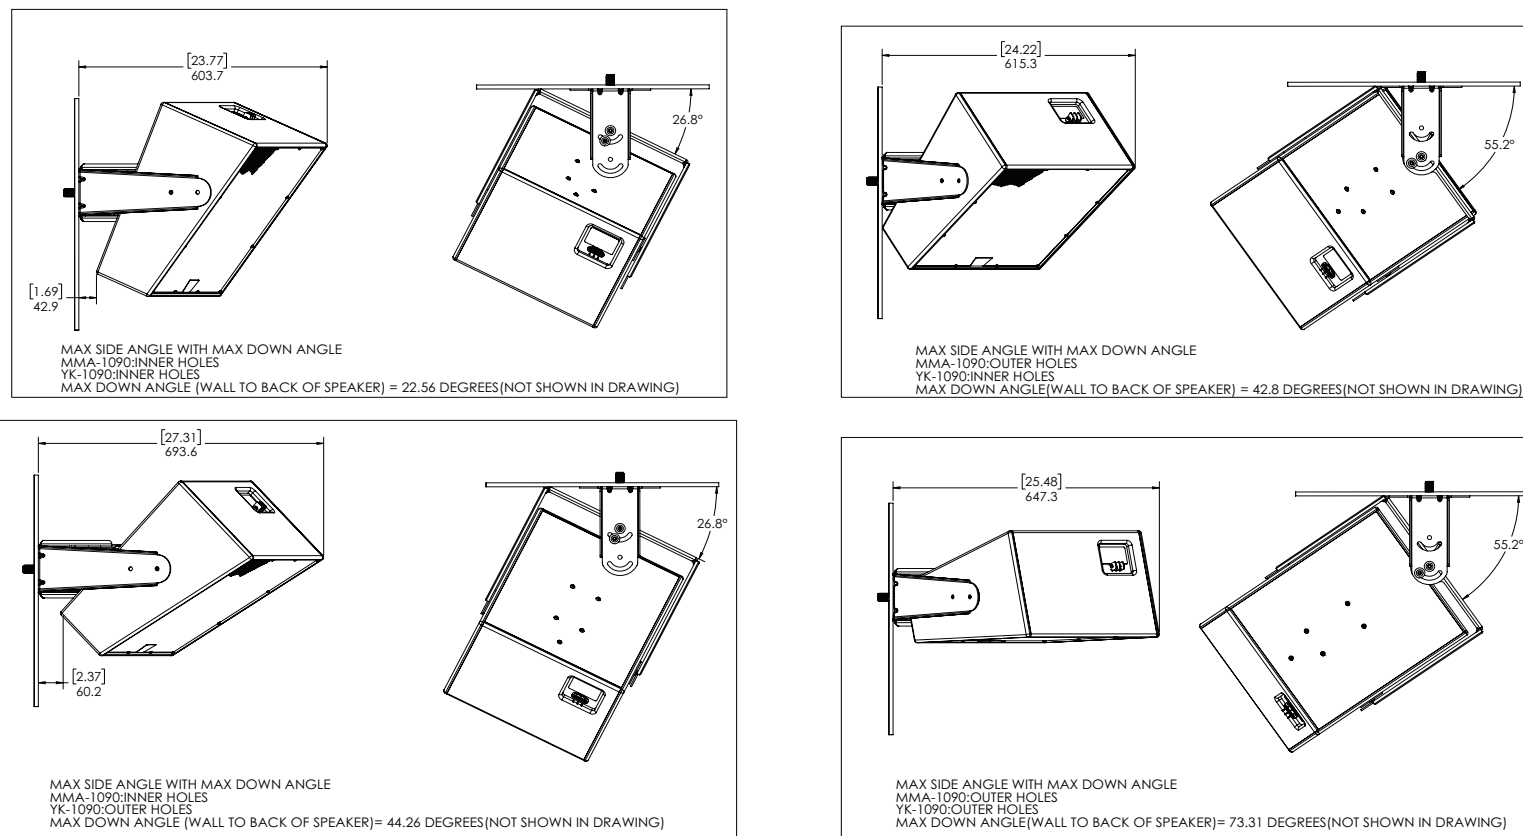 [23.77]
603.7
26.8°
[1.69]
42.9
MAX SIDE ANGLE WITH MAX DOWN ANGLE
MMA-1090:INNER HOLES
YK-1090:INNER HOLES
MAX DOWN ANGLE (WALL TO BACK OF SPEAKER) = 22.56 DEGREES(NOT SHOWN IN DRAWING)
[24.22]
615.3
55.2°
MAX SIDE ANGLE WITH MAX DOWN ANGLE
MMA-1090:OUTER HOLES
YK-1090:INNER HOLES
MAX DOWN ANGLE(WALL TO BACK OF SPEAKER) = 42.8 DEGREES(NOT SHOWN IN DRAWING)
[27.31]
693.6
26.8°
[2.37]
60.2
MAX SIDE ANGLE WITH MAX DOWN ANGLE
MMA-1090:INNER HOLES
YK-1090:OUTER HOLES
MAX DOWN ANGLE (WALL TO BACK OF SPEAKER)= 44.26 DEGREES(NOT SHOWN IN DRAWING)
[25.48]
647.3
55.2°
MAX SIDE ANGLE WITH MAX DOWN ANGLE
MMA-1090:OUTER HOLES
YK-1090:OUTER HOLES
MAX DOWN ANGLE(WALL TO BACK OF SPEAKER)= 73.31 DEGREES(NOT SHOWN IN DRAWING)